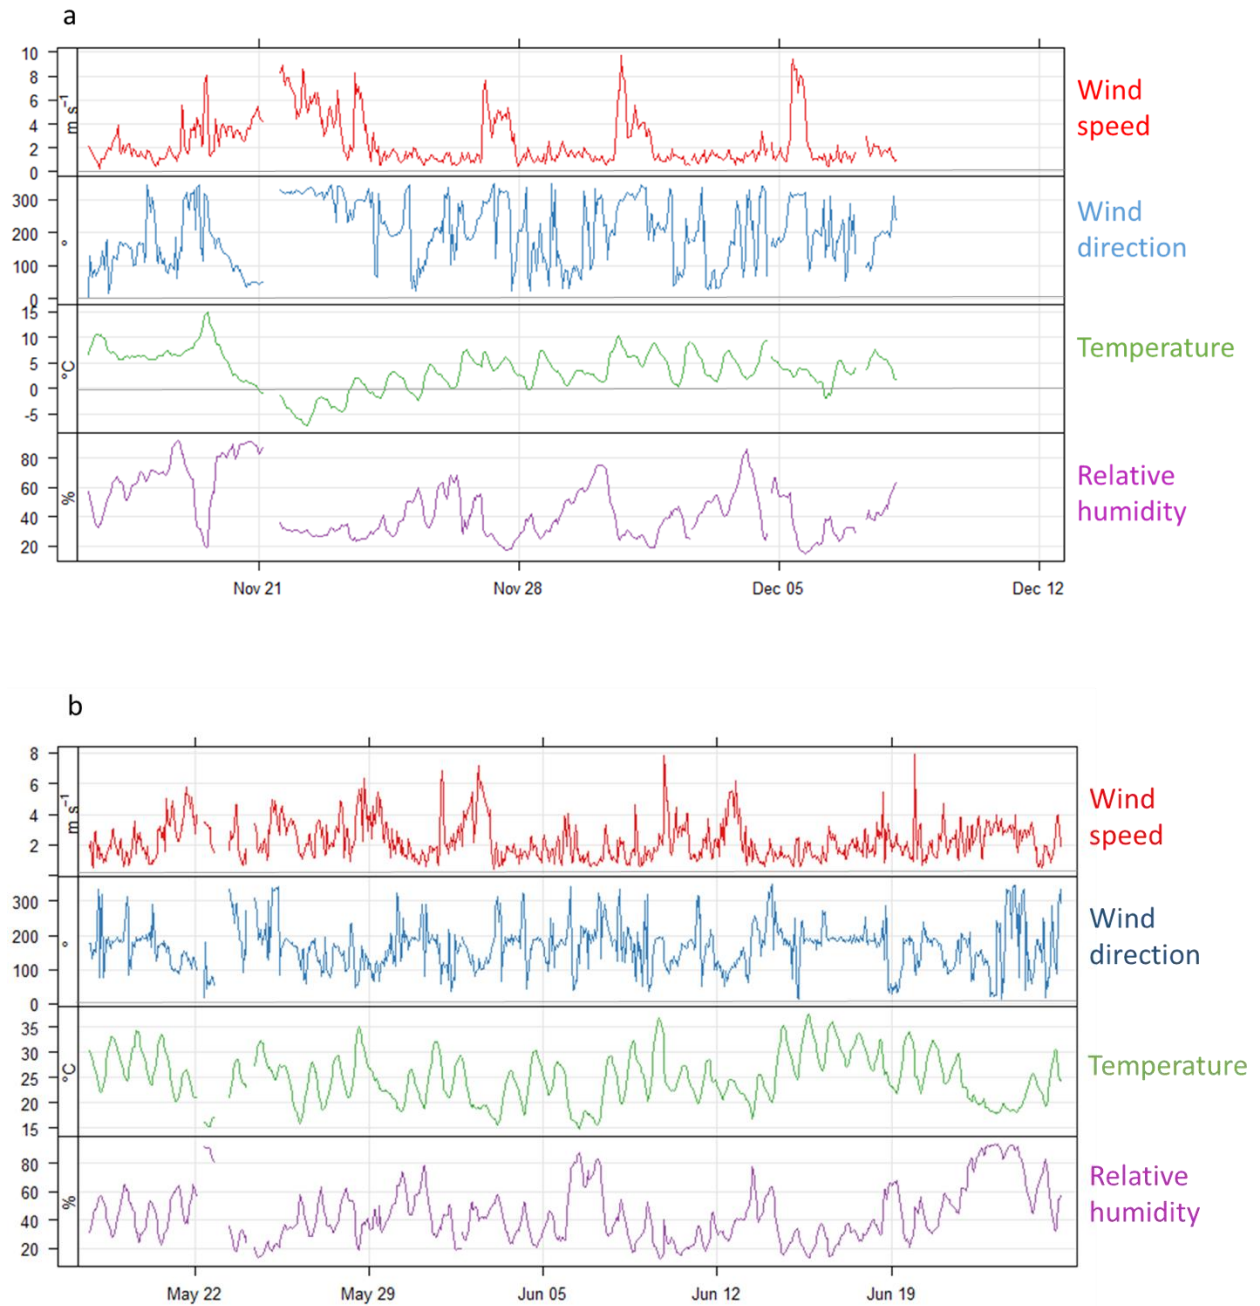 a
10
8
6
4
2
0
m s⁻¹
Wind
speed
300
200
100
0
°
Wind
direction
15
10
5
0
-5
°C
Temperature
80
60
40
20
%
Relative
humidity
Nov 21
Nov 28
Dec 05
Dec 12
b
8
6
4
2
m s⁻¹
Wind
speed
300
200
100
0
°
Wind
direction
35
30
25
20
15
°C
Temperature
80
60
40
20
%
Relative
humidity
May 22
May 29
Jun 05
Jun 12
Jun 19